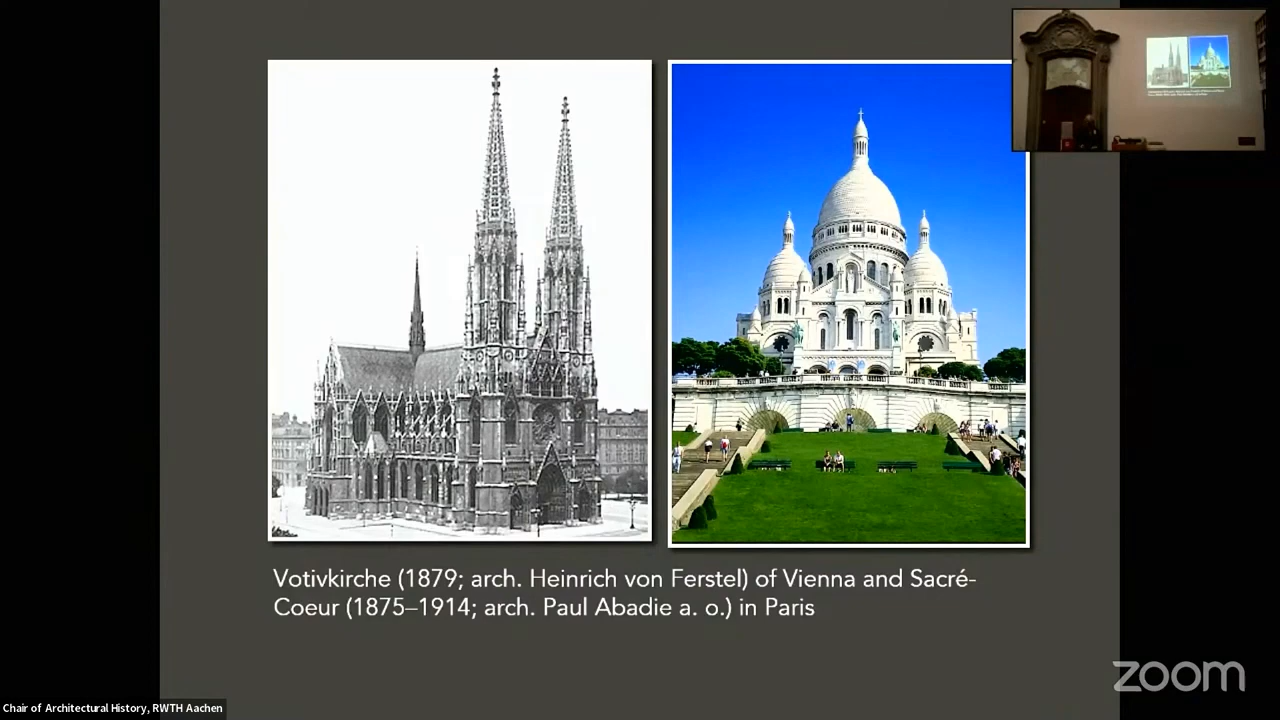 Votivkirche (1879; arch. Heinrich von Ferstel) of Vienna and Sacré-
Coeur (1875–1914; arch. Paul Abadie a. o.) in Paris
zoom
Chair of Architectural History, RWTH Aachen